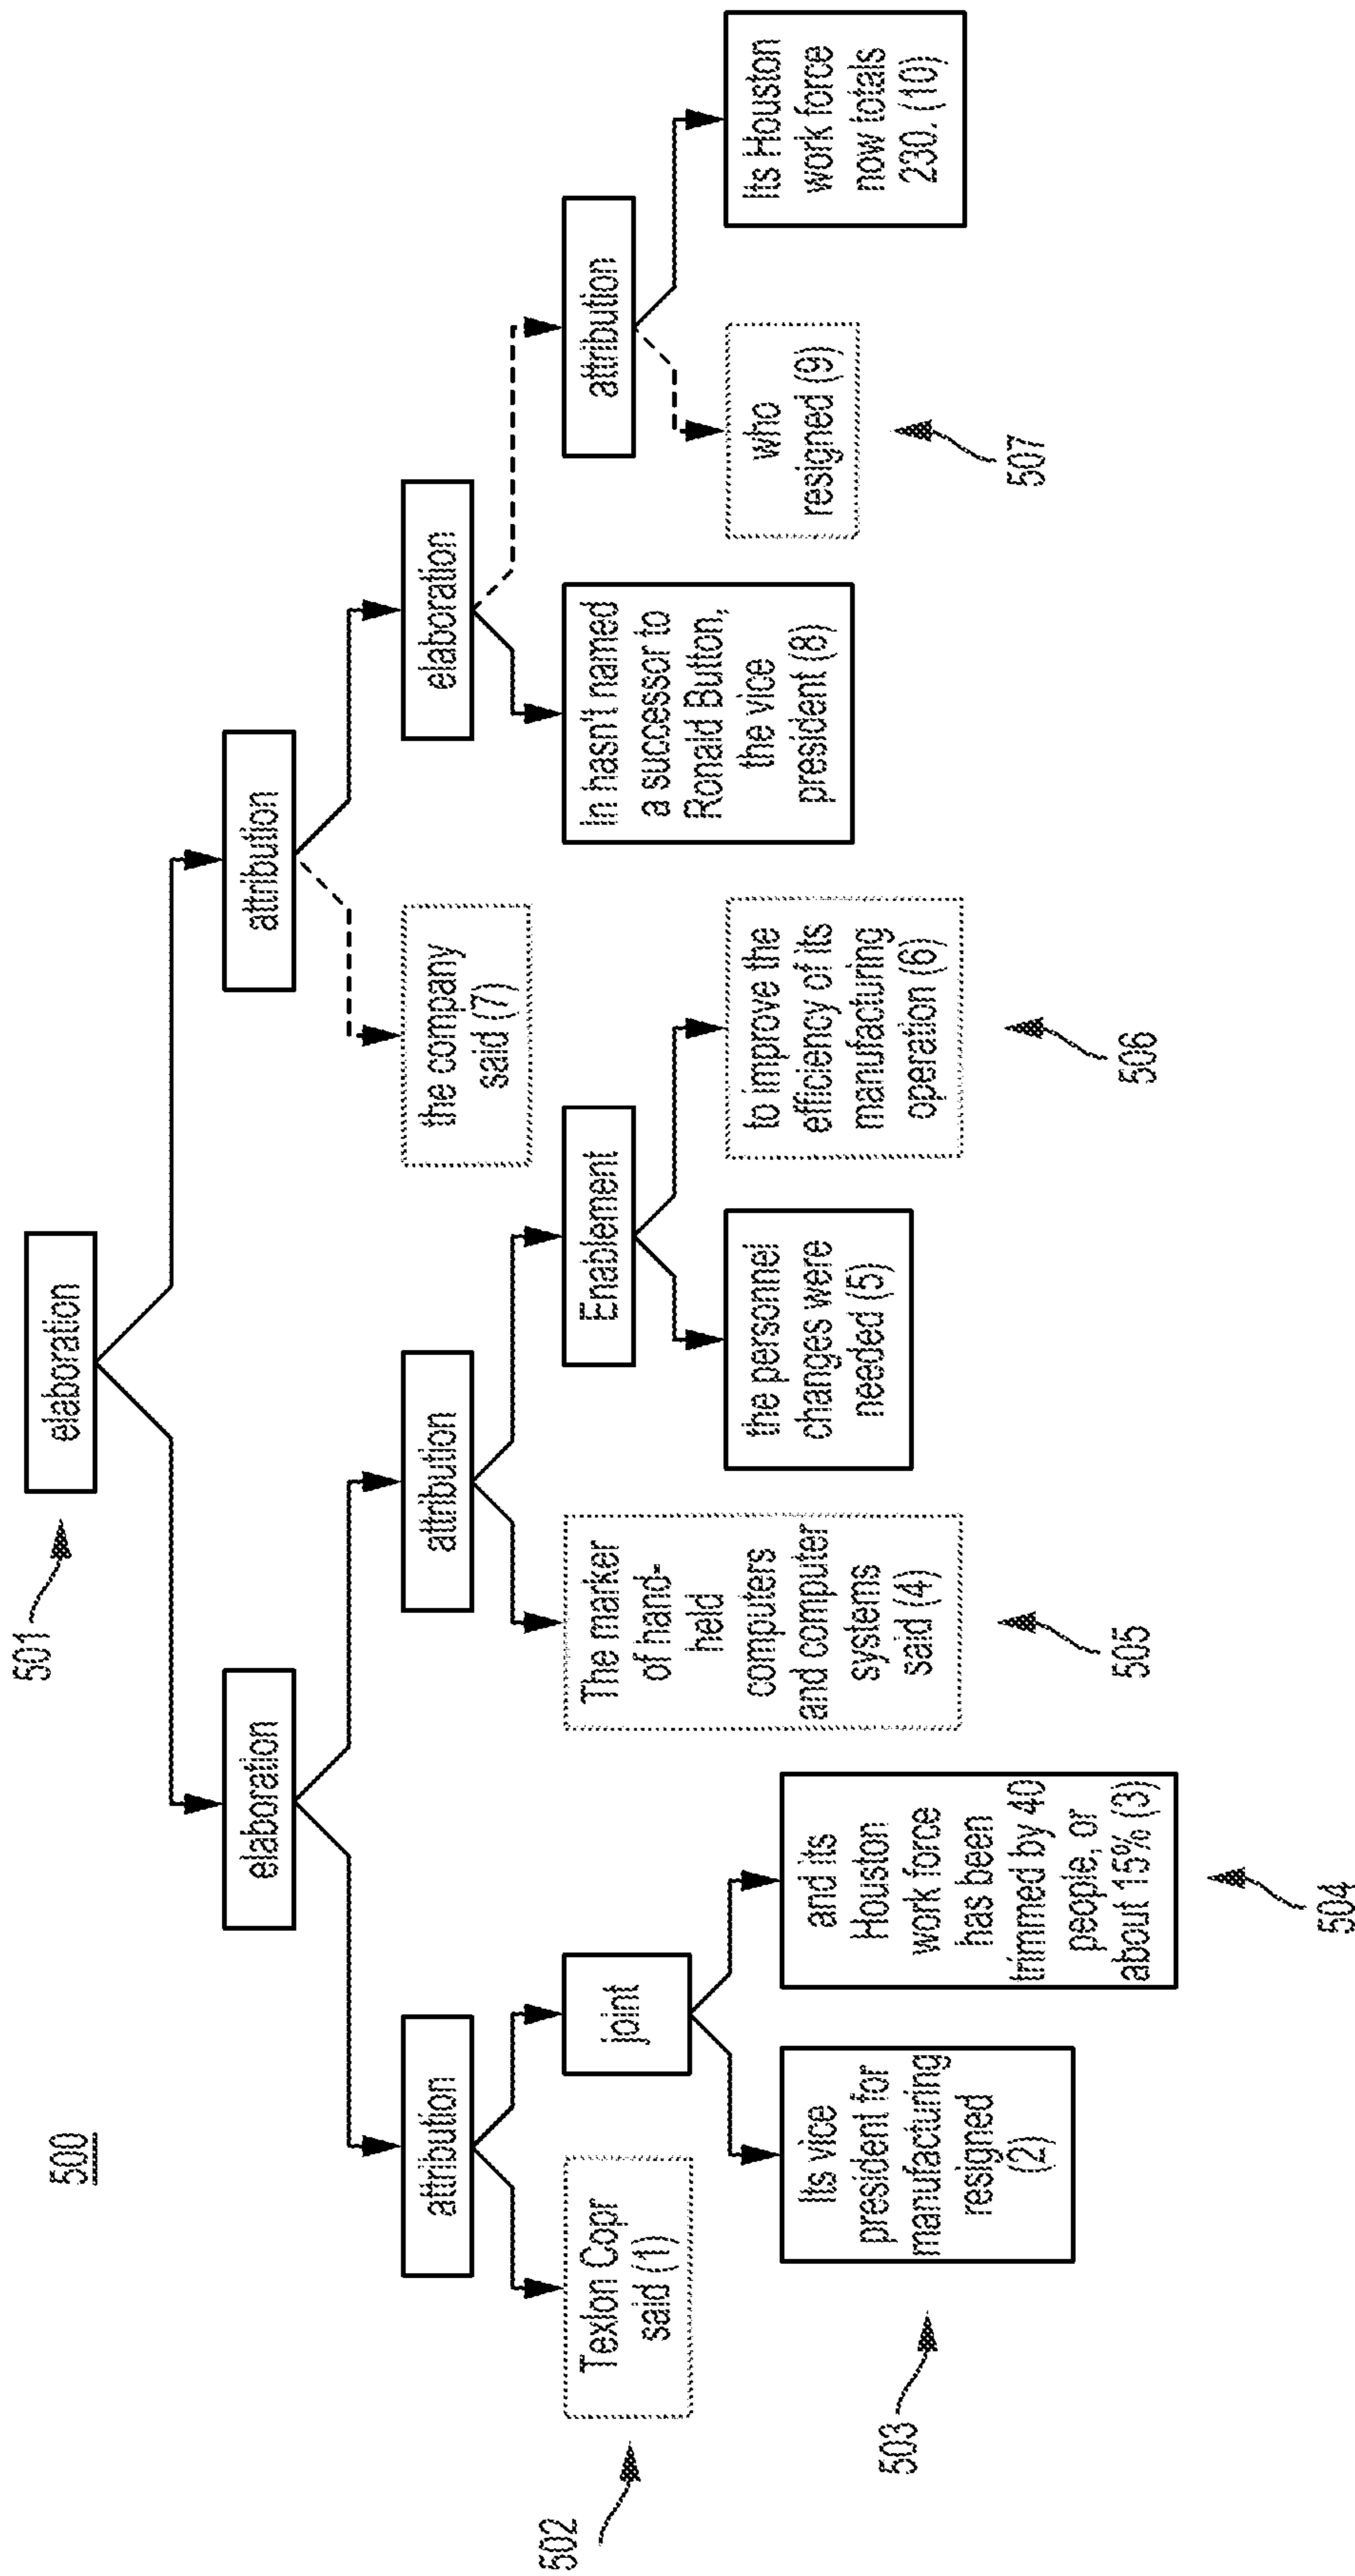 500
501
elaboration
elaboration
attribution
attribution
attribution
the company
said (7)
elaboration
Texlon Copr
said (1)
joint
The marker
of hand-
held
computers
and computer
systems
said (4)
Enablement
In hasn't named
a successor to
Ronald Button,
the vice
president (8)
attribution
502
Its vice
president for
manufacturing
resigned
(2)
and its
Houston
work force
has been
trimmed by 40
people, or
about 15% (3)
the personnel
changes were
needed (5)
to improve the
efficiency of its
manufacturing
operation (6)
who
resigned (9)
Its Houston
work force
now totals
230. (10)
503
504
505
506
507